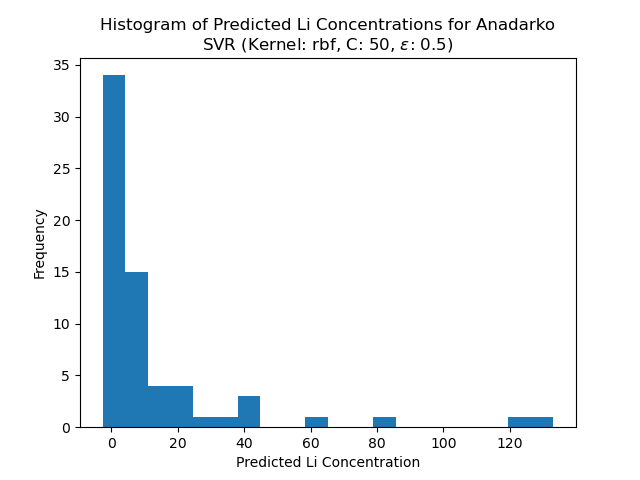 Histogram of Predicted Li Concentrations for Anadarko
SVR (Kernel: rbf, C: 50, ε: 0.5)
Frequency
35
30
25
20
15
10
5
0
0 20 40 60 80 100 120
Predicted Li Concentration